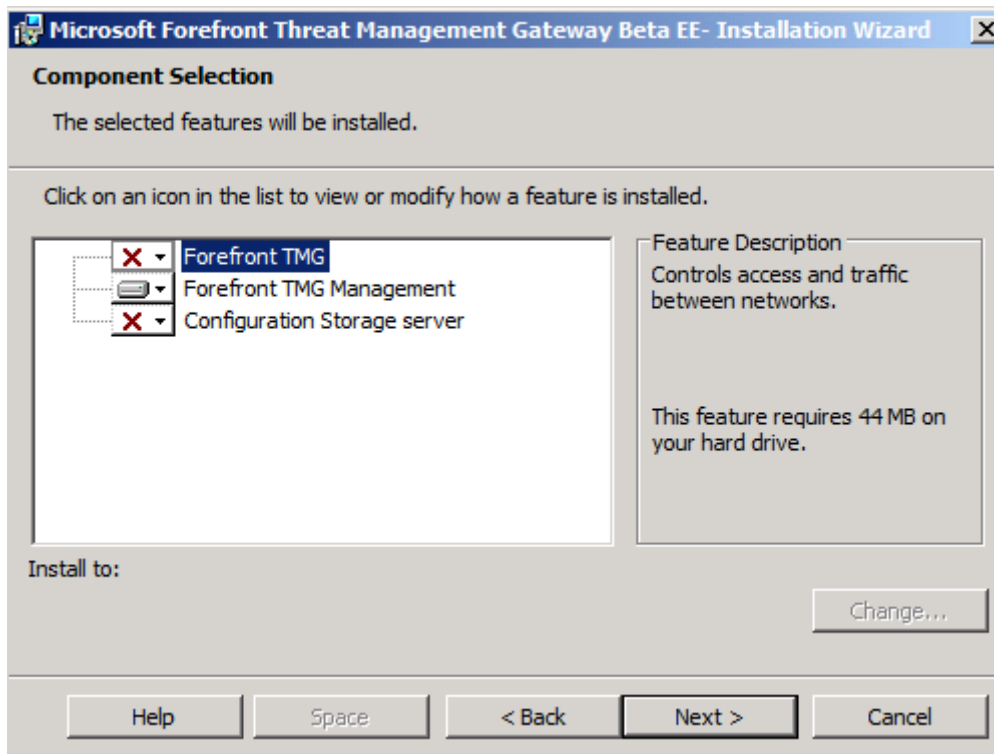 Microsoft Forefront Threat Management Gateway Beta EE- Installation Wizard
Component Selection
The selected features will be installed.
Click on an icon in the list to view or modify how a feature is installed.
Forefront TMG
Forefront TMG Management
Configuration Storage server
Feature Description
Controls access and traffic
between networks.
This feature requires 44 MB on
your hard drive.
Install to:
Change...
Help
Space
< Back
Next >
Cancel